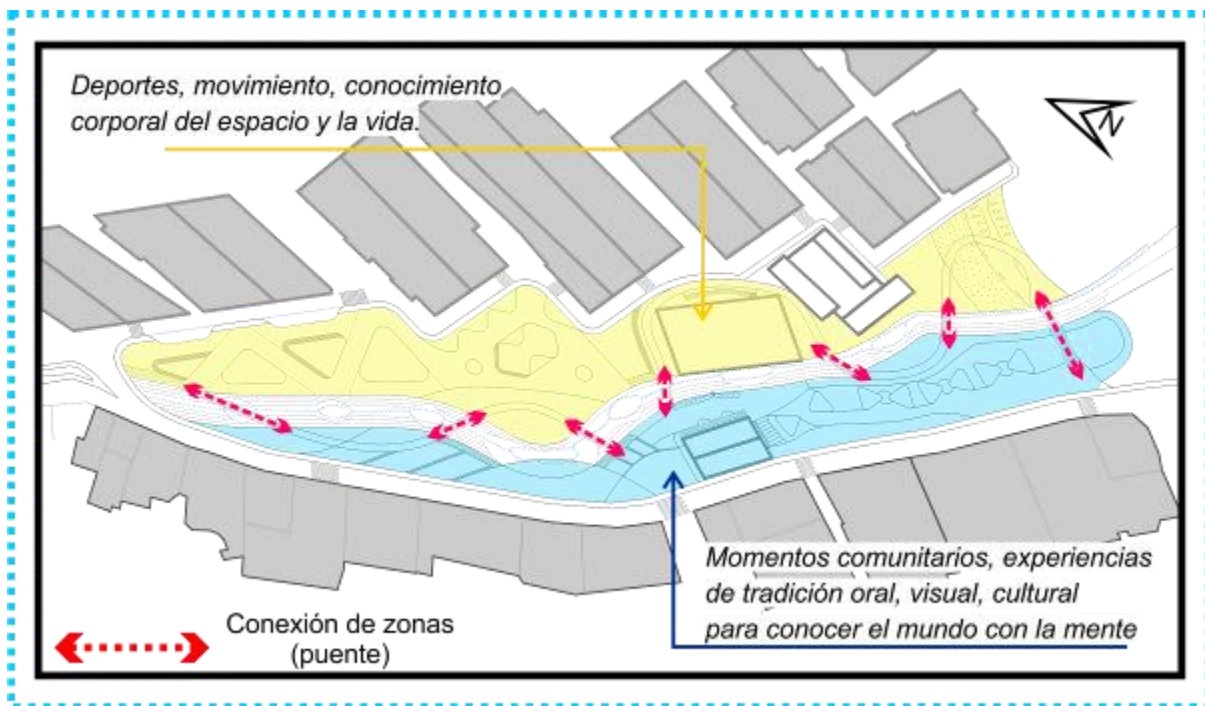 Deportes, movimiento, conocimiento
corporal del espacio y la vida.
N
Momentos comunitarios, experiencias
de tradición oral, visual, cultural
para conocer el mundo con la mente
Conexión de zonas
(puente)